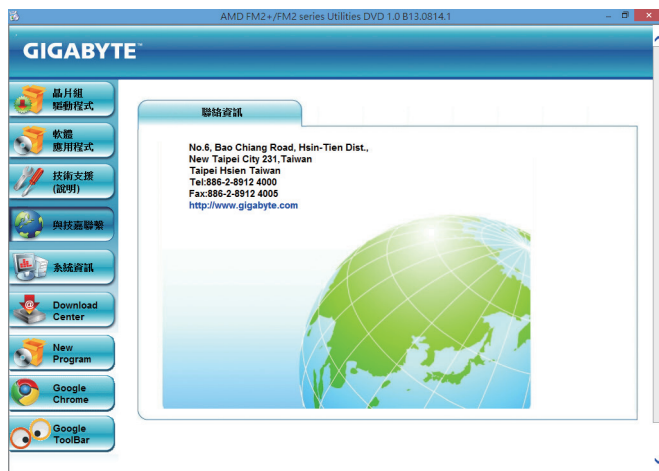 AMD FM2+/FM2 series Utilities DVD 1.0 B13.0814.1
GIGABYTE™
晶片組
驅動程式
軟體
應用程式
技術支援
(說明)
與技嘉聯繫
系統資訊
Download
Center
New
Program
Google
Chrome
Google
ToolBar
聯絡資訊
No.6, Bao Chiang Road, Hsin-Tien Dist.,
New Taipei City 231,Taiwan
Taipei Hsien Taiwan
Tel:886-2-8912 4000
Fax:886-2-8912 4005
http://www.gigabyte.com